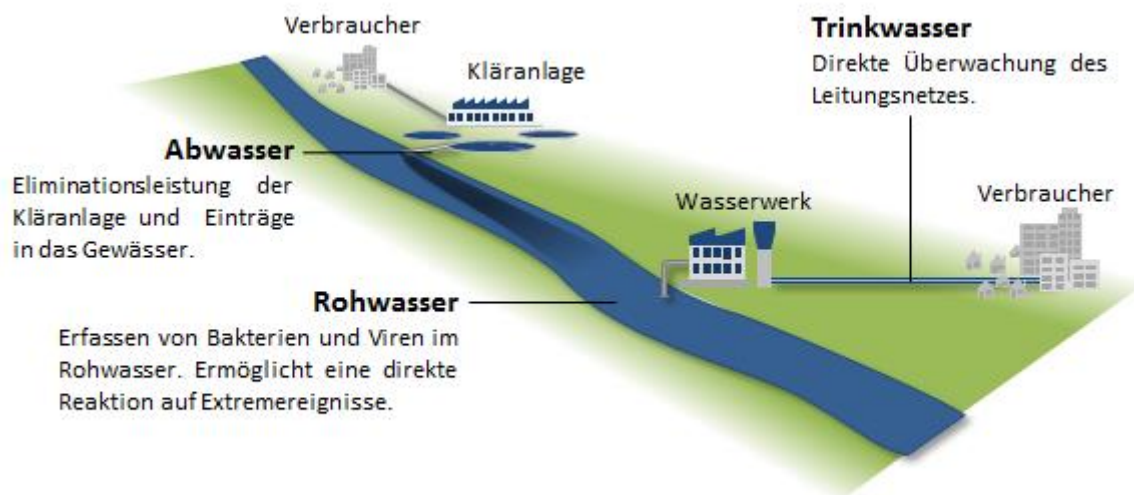 Verbraucher
Kläranlage
Trinkwasser
Direkte Überwachung des
Leitungsnetzes.
Abwasser
Eliminationsleistung der
Kläranlage und Einträge
in das Gewässer.
Wasserwerk
Verbraucher
Rohwasser
Erfassen von Bakterien und Viren im
Rohwasser. Ermöglicht eine direkte
Reaktion auf Extremereignisse.